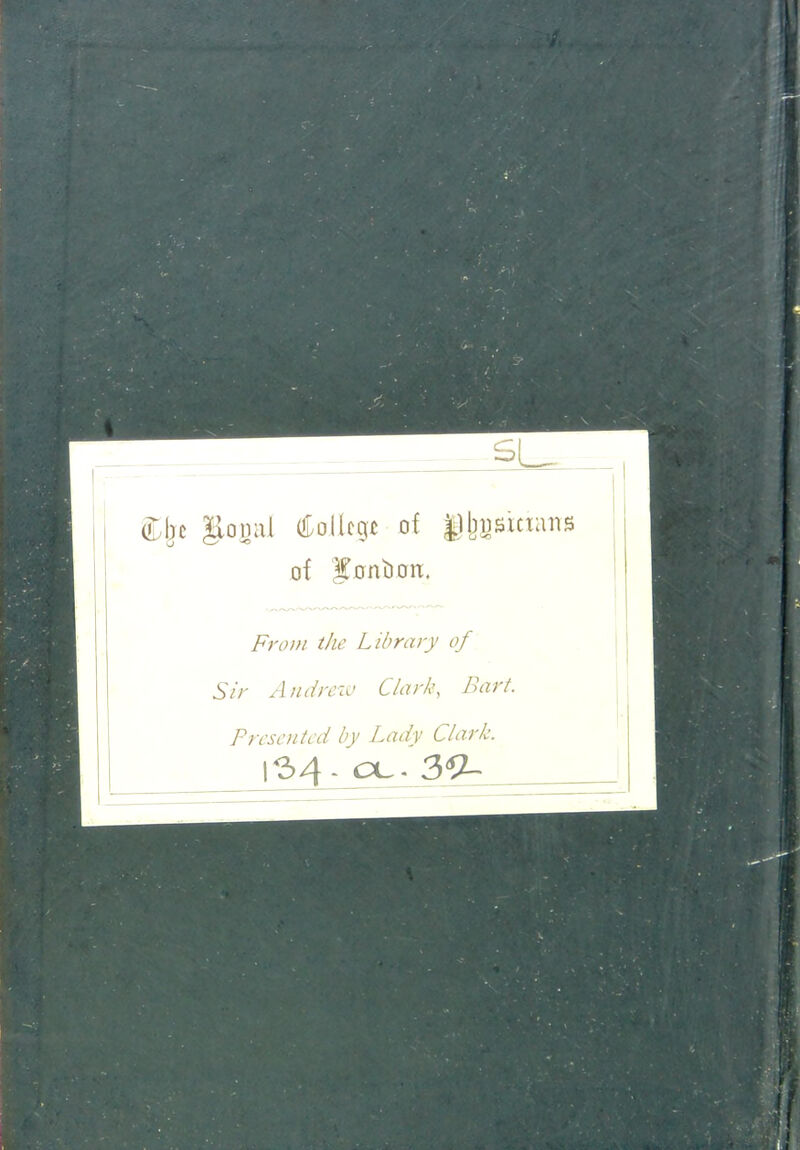 SL
The Royal College of Physicians
of London.
From the Library of
Sir Andrew Clark, Bart.
Presented by Lady Clark.
134. a. 32